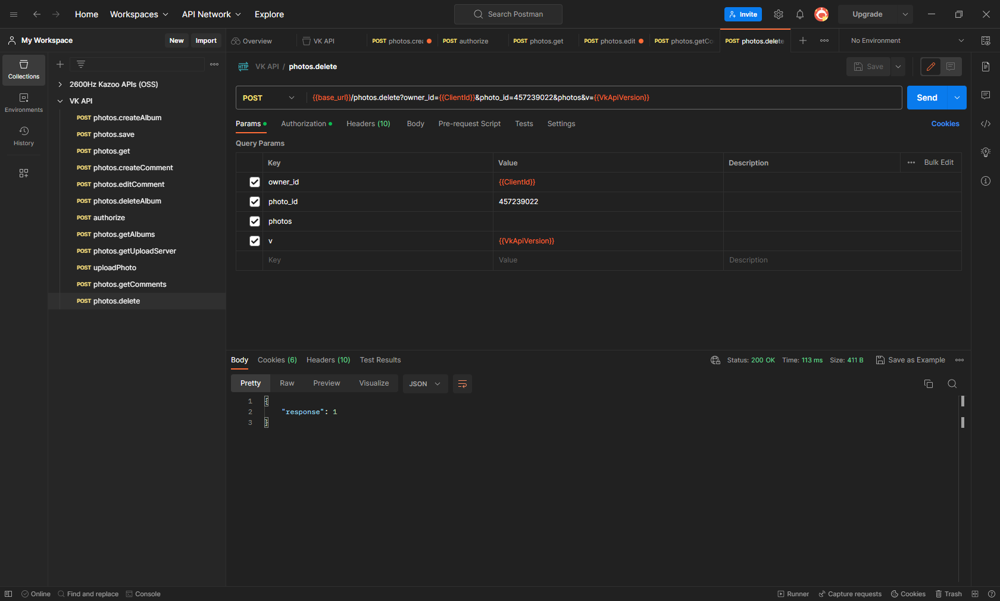 Home Workspaces API Network Explore Search Postman Invite Upgrade
My Workspace New Import Overview VK API POST photos.cre POST authorize POST photos.get POST photos.edit POST photos.getCo POST photos.delete No Environment
Collections
Environments
History
2600Hz Kazoo APIs (OSS)
VK API
POST photos.createAlbum
POST photos.save
POST photos.get
POST photos.createComment
POST photos.editComment
POST photos.deleteAlbum
POST authorize
POST photos.getAlbums
POST photos.getUploadServer
POST uploadPhoto
POST photos.getComments
POST photos.delete
HTTP VK API / photos.delete Save
POST {{base_url}}/photos.delete?owner_id={{ClientId}}&photo_id=457239022&photos&v={{VkApiVersion}} Send
Params Authorization Headers (10) Body Pre-request Script Tests Settings Cookies
Query Params
Key Value Description Bulk Edit
owner_id {{ClientId}}
photo_id 457239022
photos
v {{VkApiVersion}}
Key Value Description
Body Cookies (6) Headers (10) Test Results Status: 200 OK Time: 113 ms Size: 411 B Save as Example
Pretty Raw Preview Visualize JSON
1 {
2 "response": 1
3 }
Online Find and replace Console Runner Capture requests Cookies Trash